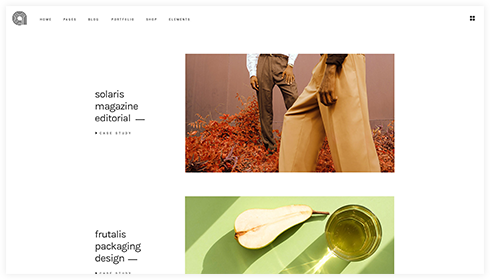 HOME PAGES BLOG PORTFOLIO SHOP ELEMENTS
solaris
magazine
editorial —
CASE STUDY
frutalis
packaging
design —
CASE STUDY